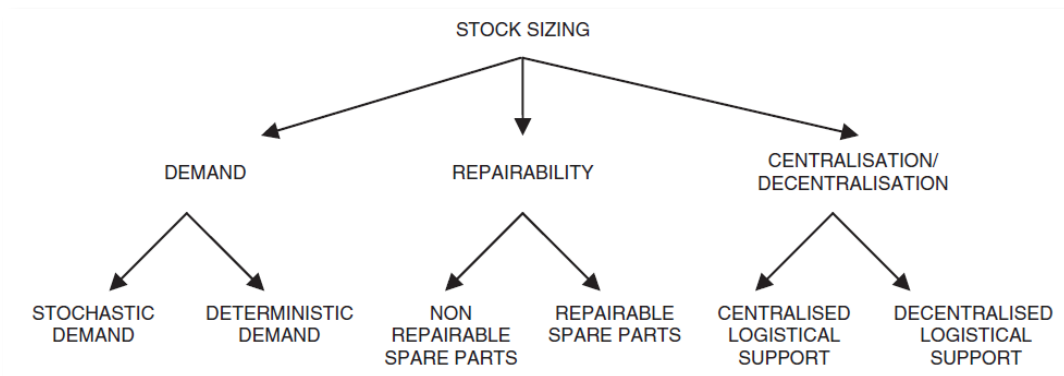 STOCK SIZING
DEMAND
REPAIRABILITY
CENTRALISATION/
DECENTRALISATION
STOCHASTIC
DEMAND
DETERMINISTIC
DEMAND
NON
REPAIRABLE
SPARE PARTS
REPAIRABLE
SPARE PARTS
CENTRALISED
LOGISTICAL
SUPPORT
DECENTRALISED
LOGISTICAL
SUPPORT